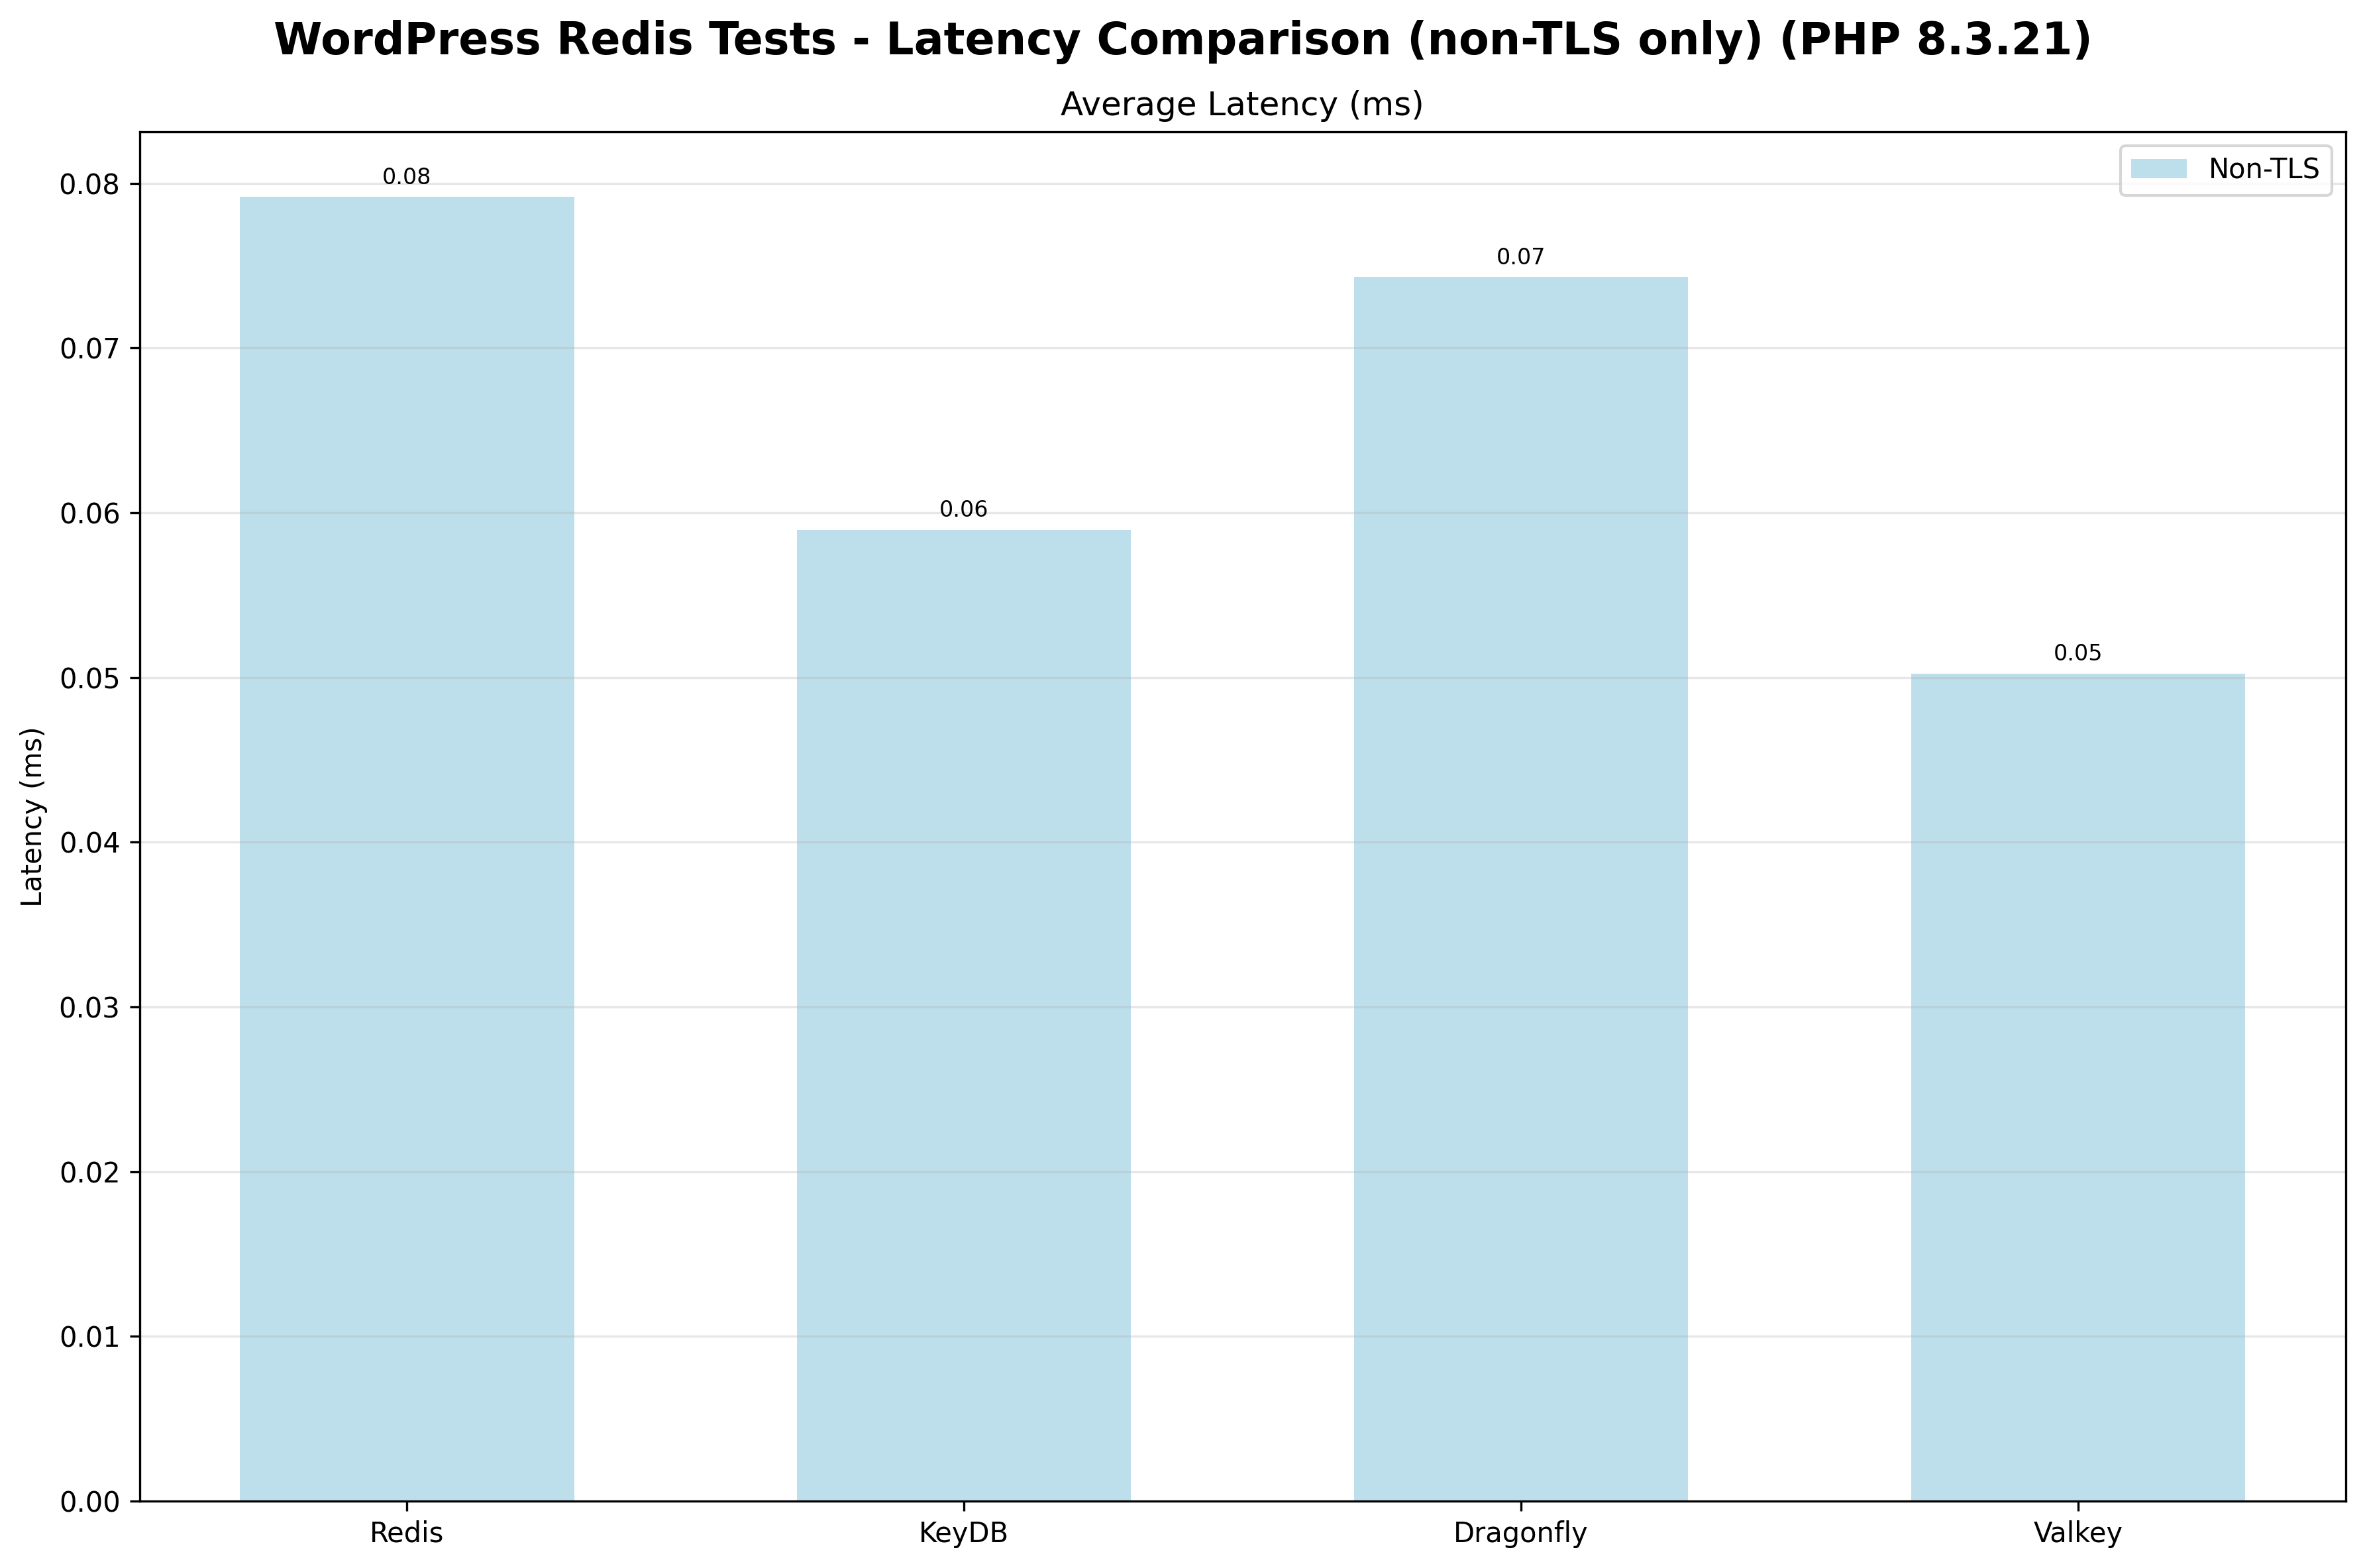 WordPress Redis Tests - Latency Comparison (non-TLS only) (PHP 8.3.21)
Average Latency (ms)
Non-TLS
0.08
0.06
0.07
0.05
Latency (ms)
0.08
0.07
0.06
0.05
0.04
0.03
0.02
0.01
0.00
Redis
KeyDB
Dragonfly
Valkey